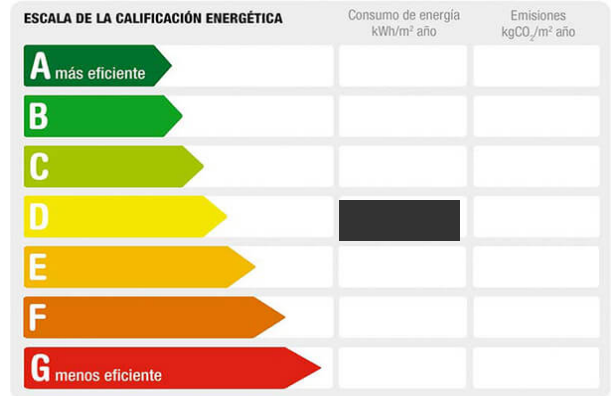 ESCALA DE LA CALIFICACIÓN ENERGÉTICA
Consumo de energía
kWh/m² año
Emisiones
kgCO₂/m² año
A más eficiente
B
C
D
E
F
G menos eficiente